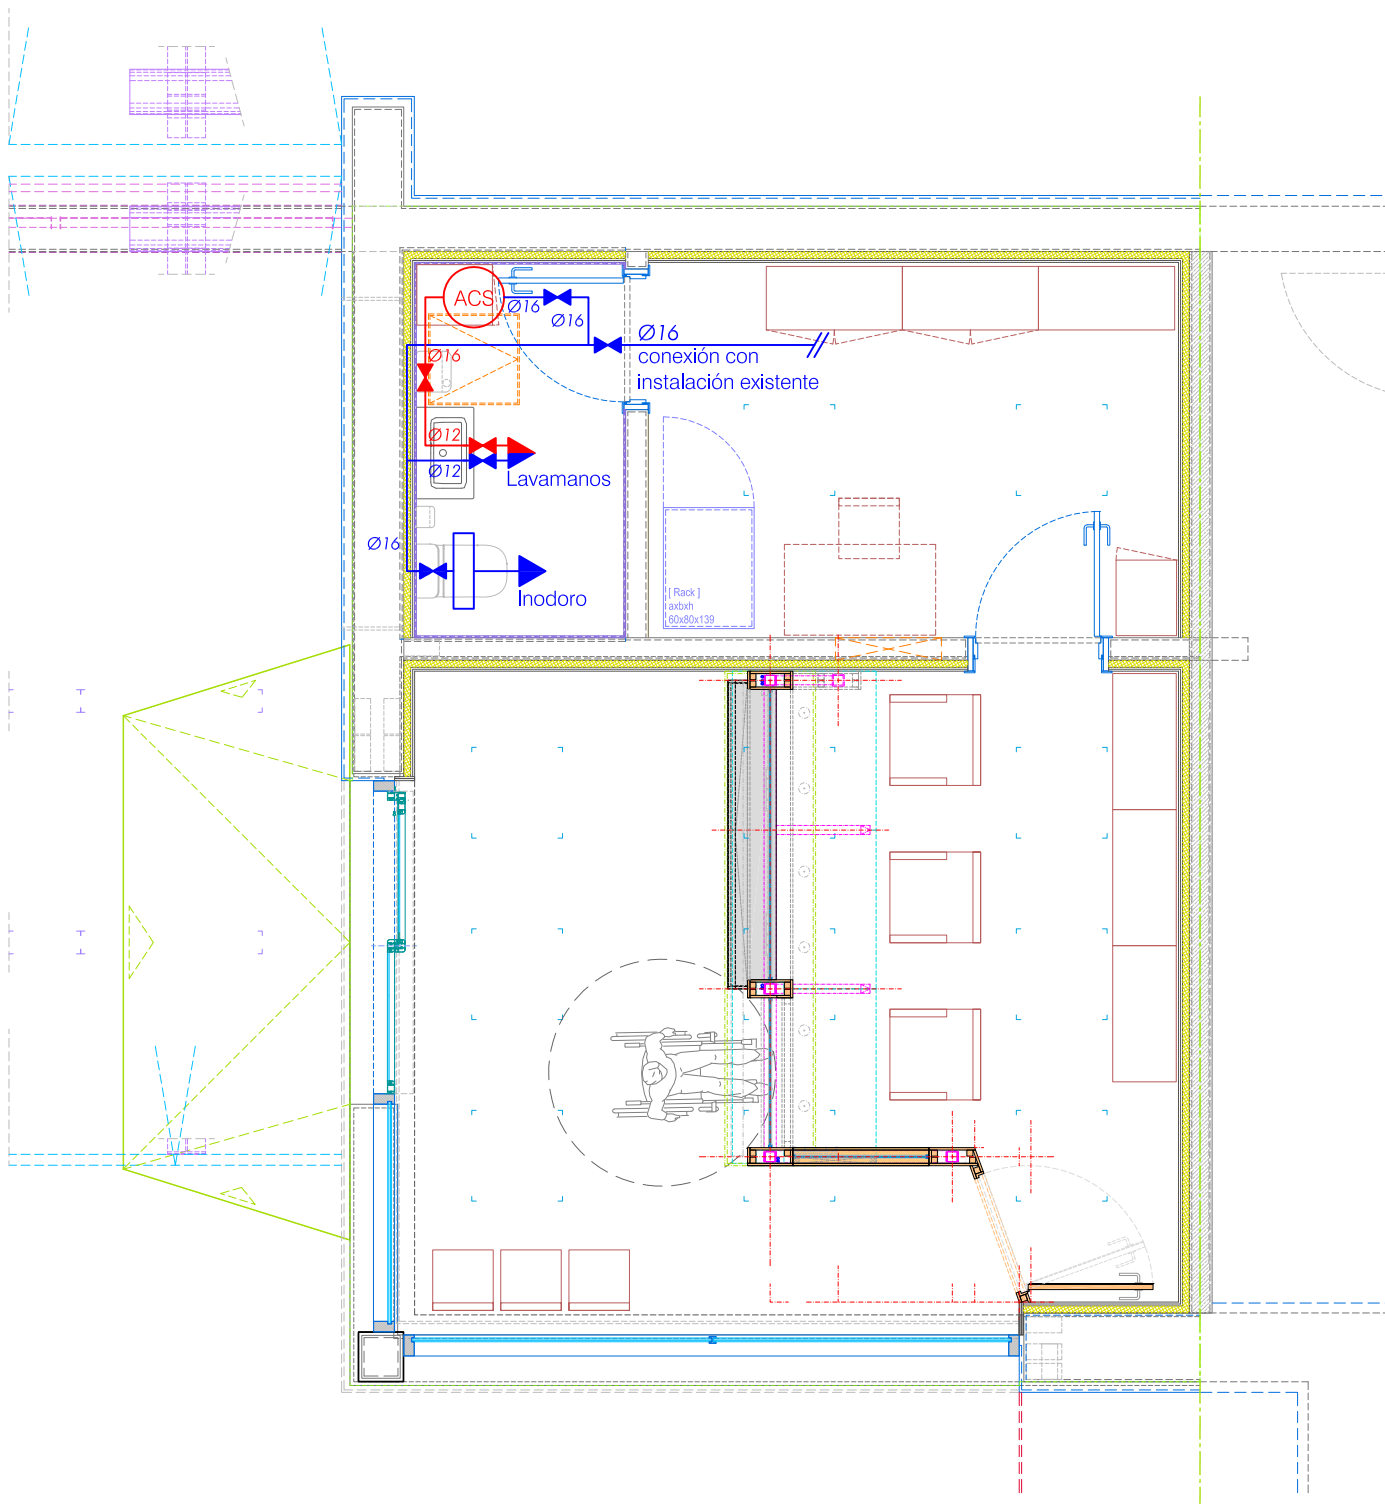 ACS
Ø16
Ø16
Ø16
conexión con
instalación existente
Ø16
Ø12
Ø12
Lavamanos
Ø16
Inodoro
[ Rack ]
axbxh
60x80x139